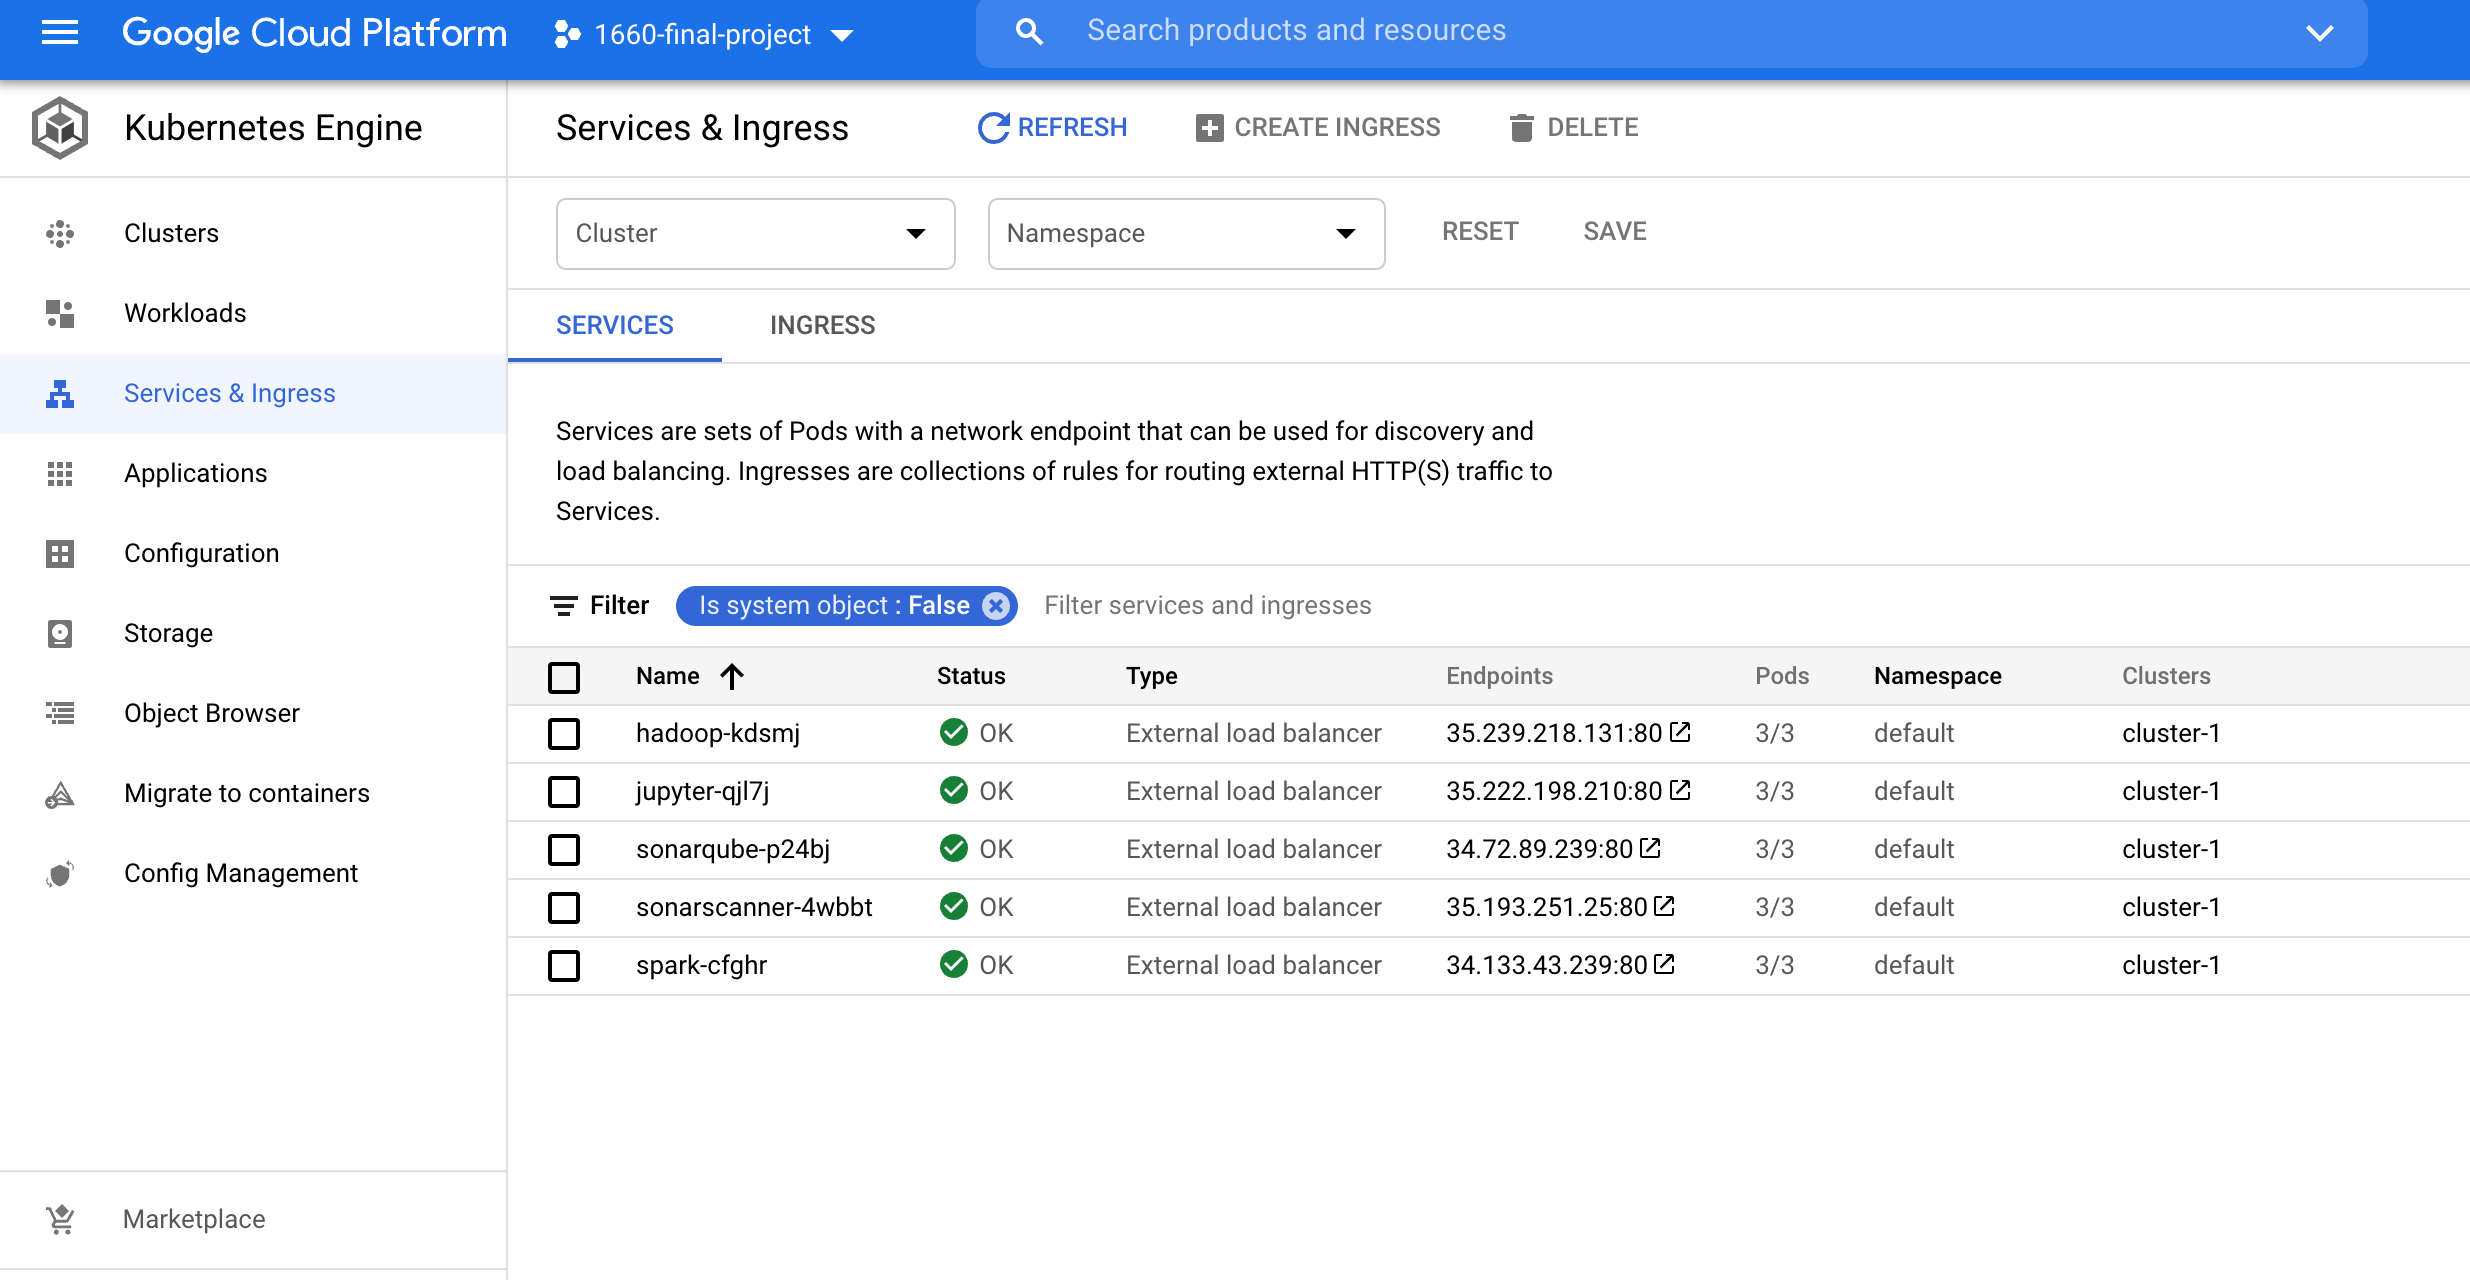 Google Cloud Platform 1660-final-project Search products and resources
Kubernetes Engine Services & Ingress REFRESH CREATE INGRESS DELETE
Clusters
Workloads
Services & Ingress
Applications
Configuration
Storage
Object Browser
Migrate to containers
Config Management
Marketplace
Cluster Namespace RESET SAVE
SERVICES INGRESS
Services are sets of Pods with a network endpoint that can be used for discovery and
load balancing. Ingresses are collections of rules for routing external HTTP(S) traffic to
Services.
Filter Is system object : False Filter services and ingresses
Name Status Type Endpoints Pods Namespace Clusters
hadoop-kdsmj OK External load balancer 35.239.218.131:80 3/3 default cluster-1
jupyter-qjl7j OK External load balancer 35.222.198.210:80 3/3 default cluster-1
sonarqube-p24bj OK External load balancer 34.72.89.239:80 3/3 default cluster-1
sonarscanner-4wbbt OK External load balancer 35.193.251.25:80 3/3 default cluster-1
spark-cfghr OK External load balancer 34.133.43.239:80 3/3 default cluster-1